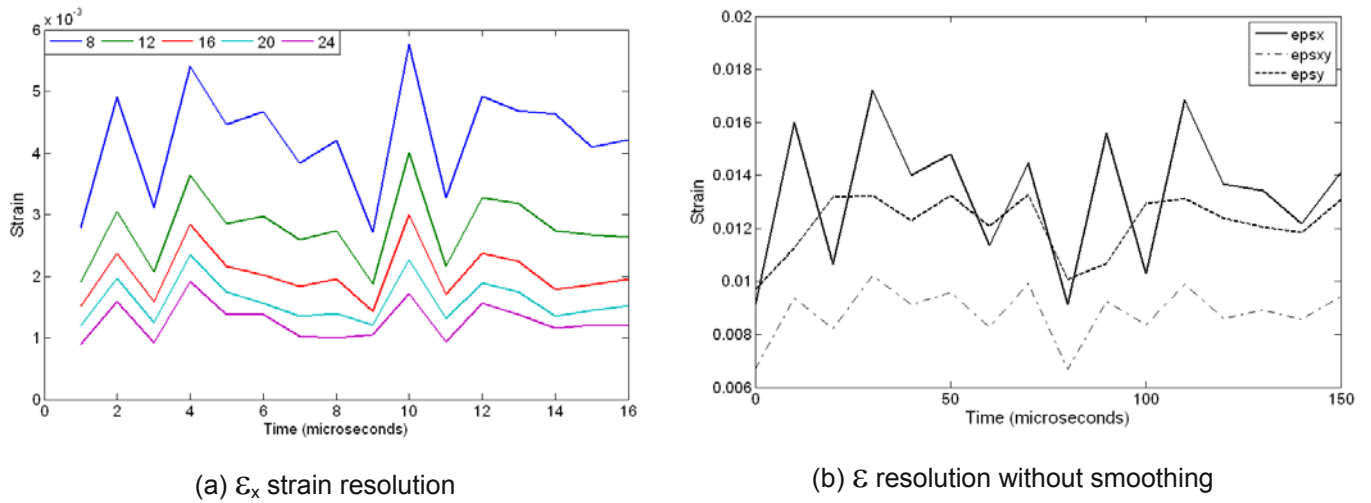 x 10⁻³
6
5
4
3
2
1
0
Strain
8 12 16 20 24
0 2 4 6 8 10 12 14 16
Time (microseconds)
(a) εx strain resolution
0.02
0.018
0.016
0.014
0.012
0.01
0.008
0.006
Strain
epsx
epsxy
epsy
0 50 100 150
Time (microseconds)
(b) ε resolution without smoothing